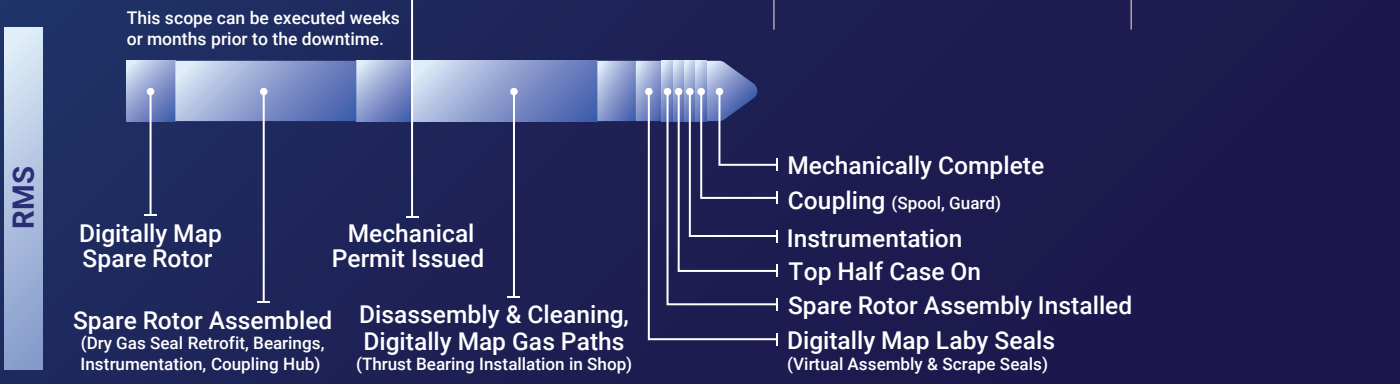 This scope can be executed weeks
or months prior to the downtime.
RMS
Digitally Map
Spare Rotor
Spare Rotor Assembled
(Dry Gas Seal Retrofit, Bearings,
Instrumentation, Coupling Hub)
Mechanical
Permit Issued
Disassembly & Cleaning,
Digitally Map Gas Paths
(Thrust Bearing Installation in Shop)
Mechanically Complete
Coupling (Spool, Guard)
Instrumentation
Top Half Case On
Spare Rotor Assembly Installed
Digitally Map Laby Seals
(Virtual Assembly & Scrape Seals)